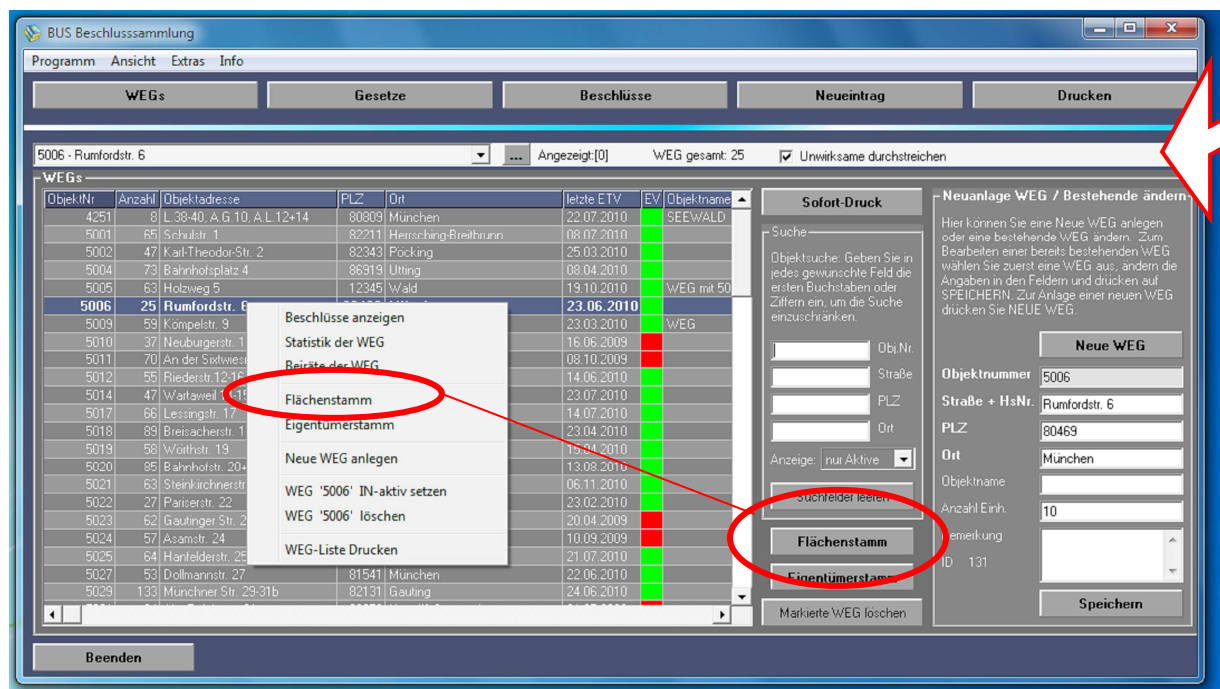 BUS Beschlusssammlung
Programm Ansicht Extras Info
WEGs Gesetze Beschlüsse Neueintrag Drucken
5006 - Rumfordstr. 6 ... Angezeigt:[0] WEG gesamt: 25 Unwirksame durchstreichen
WEGs
ObjektNr Anzahl Objektadresse PLZ Ort letzte ETV EV Objektname
4251 8 L.38-40, A.G.10, A.L.12+14 80809 München 22.07.2010 SEEWALD
5001 65 Schulstr. 1 82211 Herrsching-Breitbrunn 08.07.2010
5002 47 Karl-Theodor-Str. 2 82343 Pöcking 25.03.2010
5004 73 Bahnhofsplatz 4 86919 Utting 08.04.2010
5005 63 Holzweg 5 12345 Wald 19.10.2010 WEG mit 50
5006 25 Rumfordstr. 6 23.06.2010
5009 59 Kömpelstr. 9 23.03.2010 WEG
5010 37 Neuburgerstr. 1 16.06.2009
5011 70 An der Sixtwies 08.10.2009
5012 55 Riederstr.12-16 14.06.2010
5014 47 Wartaweil 23.07.2010
5017 66 Lessingstr. 17 14.07.2010
5018 89 Breisacherstr. 1 23.04.2010
5019 58 Wörthstr. 19 15.04.2010
5020 85 Bahnhofstr. 20+ 13.08.2010
5021 63 Steinkirchnerstr 06.11.2010
5022 27 Pariserstr. 22 23.02.2010
5023 62 Gautinger Str. 2 20.04.2009
5024 57 Asamstr. 24 10.09.2009
5025 64 Hanfelderstr. 25 21.07.2010
5027 53 Dollmannstr. 27 81541 München 22.06.2010
5029 133 Münchner Str. 29-31b 82131 Gauting 24.06.2010
Beschlüsse anzeigen
Statistik der WEG
Beiräte der WEG
Flächenstamm
Eigentümerstamm
Neue WEG anlegen
WEG '5006' IN-aktiv setzen
WEG '5006' löschen
WEG-Liste Drucken
Sofort-Druck
Suche
Objektsuche: Geben Sie in
jedes gewünschte Feld die
ersten Buchstaben oder
Ziffern ein, um die Suche
einzuschränken.
Obj.Nr.
Straße
PLZ
Ort
Anzeige: nur Aktive
Suchfelder leeren
Flächenstamm
Eigentümerstamm
Markierte WEG löschen
Neuanlage WEG / Bestehende ändern
Hier können Sie eine Neue WEG anlegen
oder eine bestehende WEG ändern. Zum
Bearbeiten einer bereits bestehenden WEG
wählen Sie zuerst eine WEG aus, ändern die
Angaben in den Feldern und drücken auf
SPEICHERN. Zur Anlage einer neuen WEG
drücken Sie NEUE WEG.
Neue WEG
Objektnummer 5006
Straße + HsNr. Rumfordstr. 6
PLZ 80469
Ort München
Objektname
Anzahl Einh. 10
Bemerkung
ID 131
Speichern
Beenden